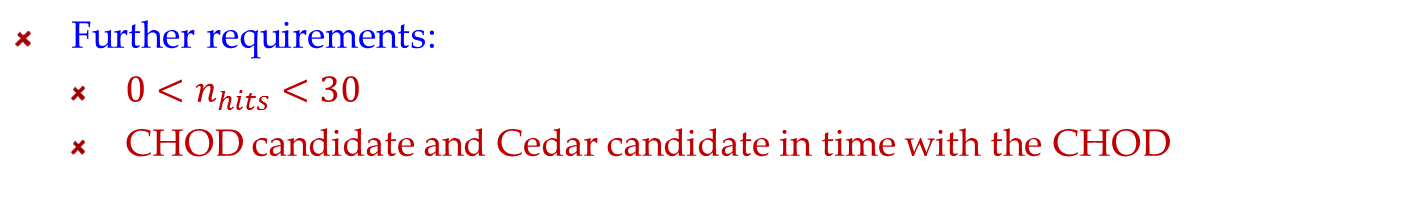 Further requirements:
0 < n_hits < 30
CHOD candidate and Cedar candidate in time with the CHOD